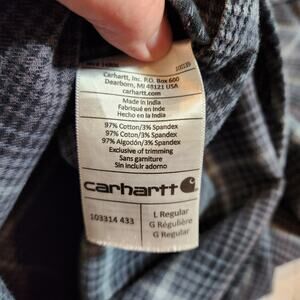 Carhartt, Inc. P.O. Box 600
Dearborn, MI 48121 USA
carhartt.com
Made in India
Fabriqué en Inde
Hecho en la India
97% Cotton/3% Spandex
97% Coton/3% Spandex
97% Algodón/3% Spandex
Exclusive of trimming
Sans garniture
Sin incluir adorno
carhartt
103314 433
L Regular
G Régulière
G Regular